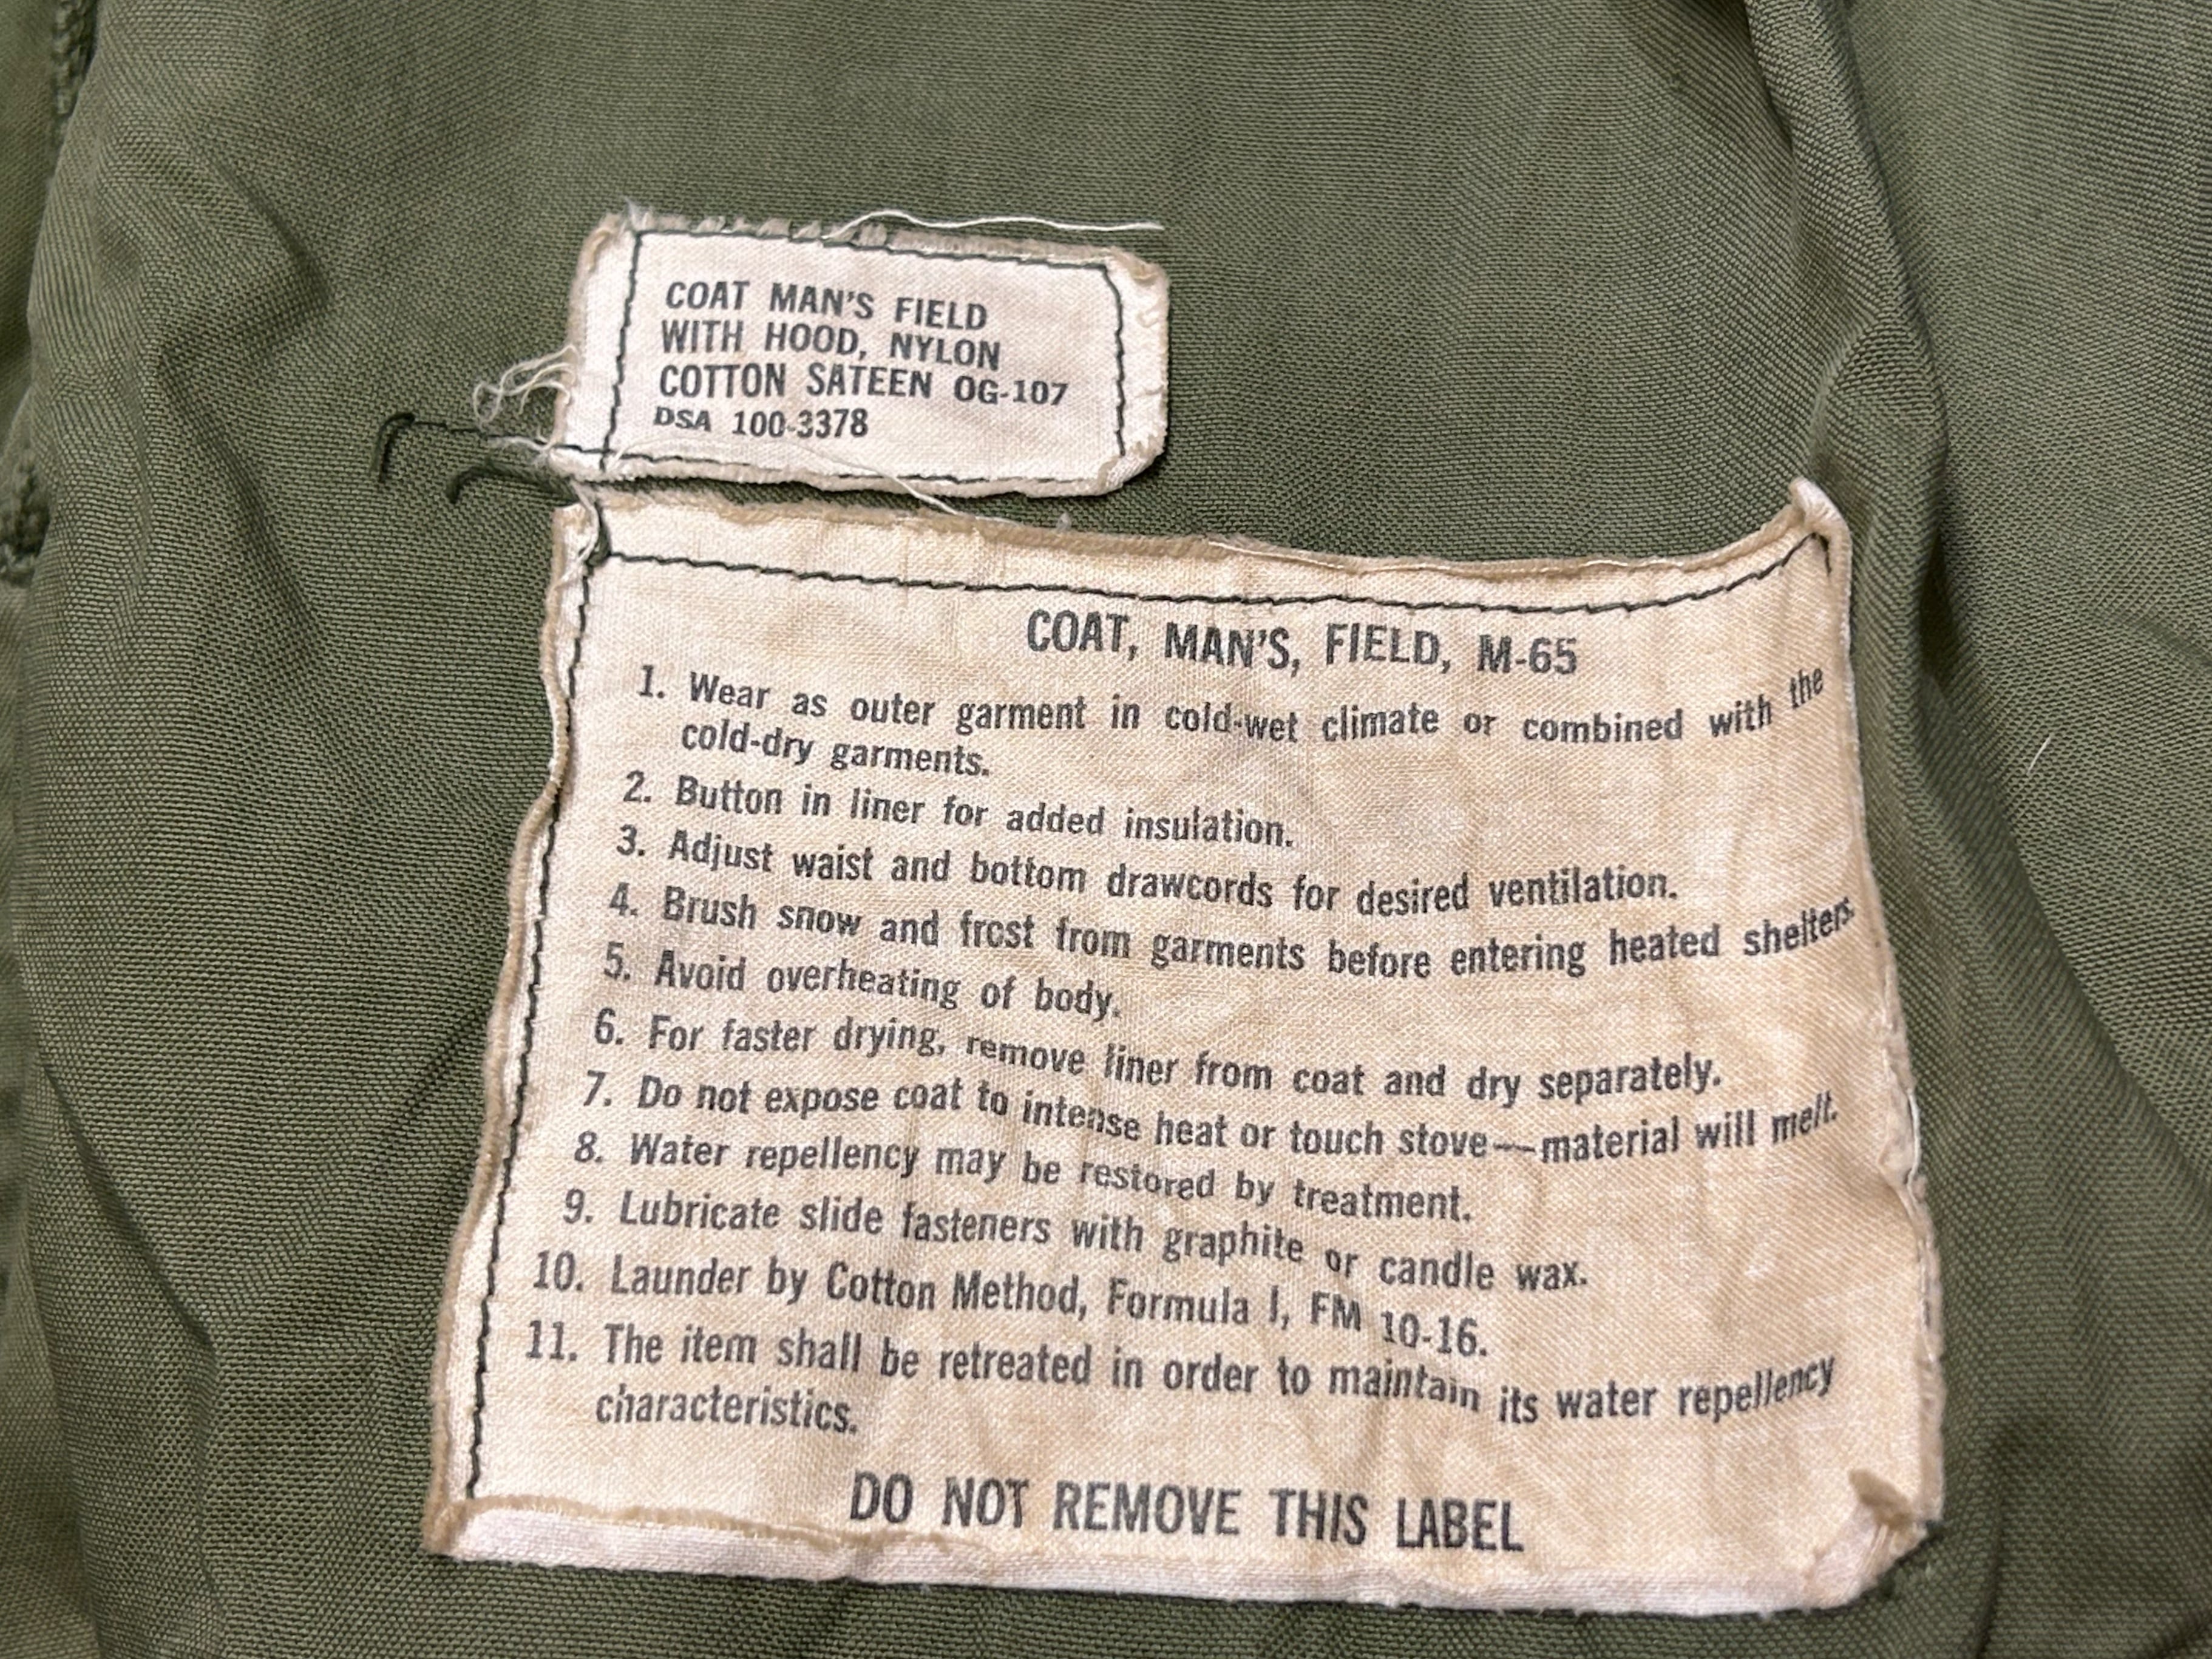 COAT MAN'S FIELD
WITH HOOD, NYLON
COTTON SATEEN OG-107
DSA 100-3378
COAT, MAN'S, FIELD, M-65
1. Wear as outer garment in cold-wet climate or combined with the
cold-dry garments.
2. Button in liner for added insulation.
3. Adjust waist and bottom drawcords for desired ventilation.
4. Brush snow and frost from garments before entering heated shelters.
5. Avoid overheating of body.
6. For faster drying, remove liner from coat and dry separately.
7. Do not expose coat to intense heat or touch stove—material will melt.
8. Water repellency may be restored by treatment.
9. Lubricate slide fasteners with graphite or candle wax.
10. Launder by Cotton Method, Formula I, FM 10-16.
11. The item shall be retreated in order to maintain its water repellency
characteristics.
DO NOT REMOVE THIS LABEL